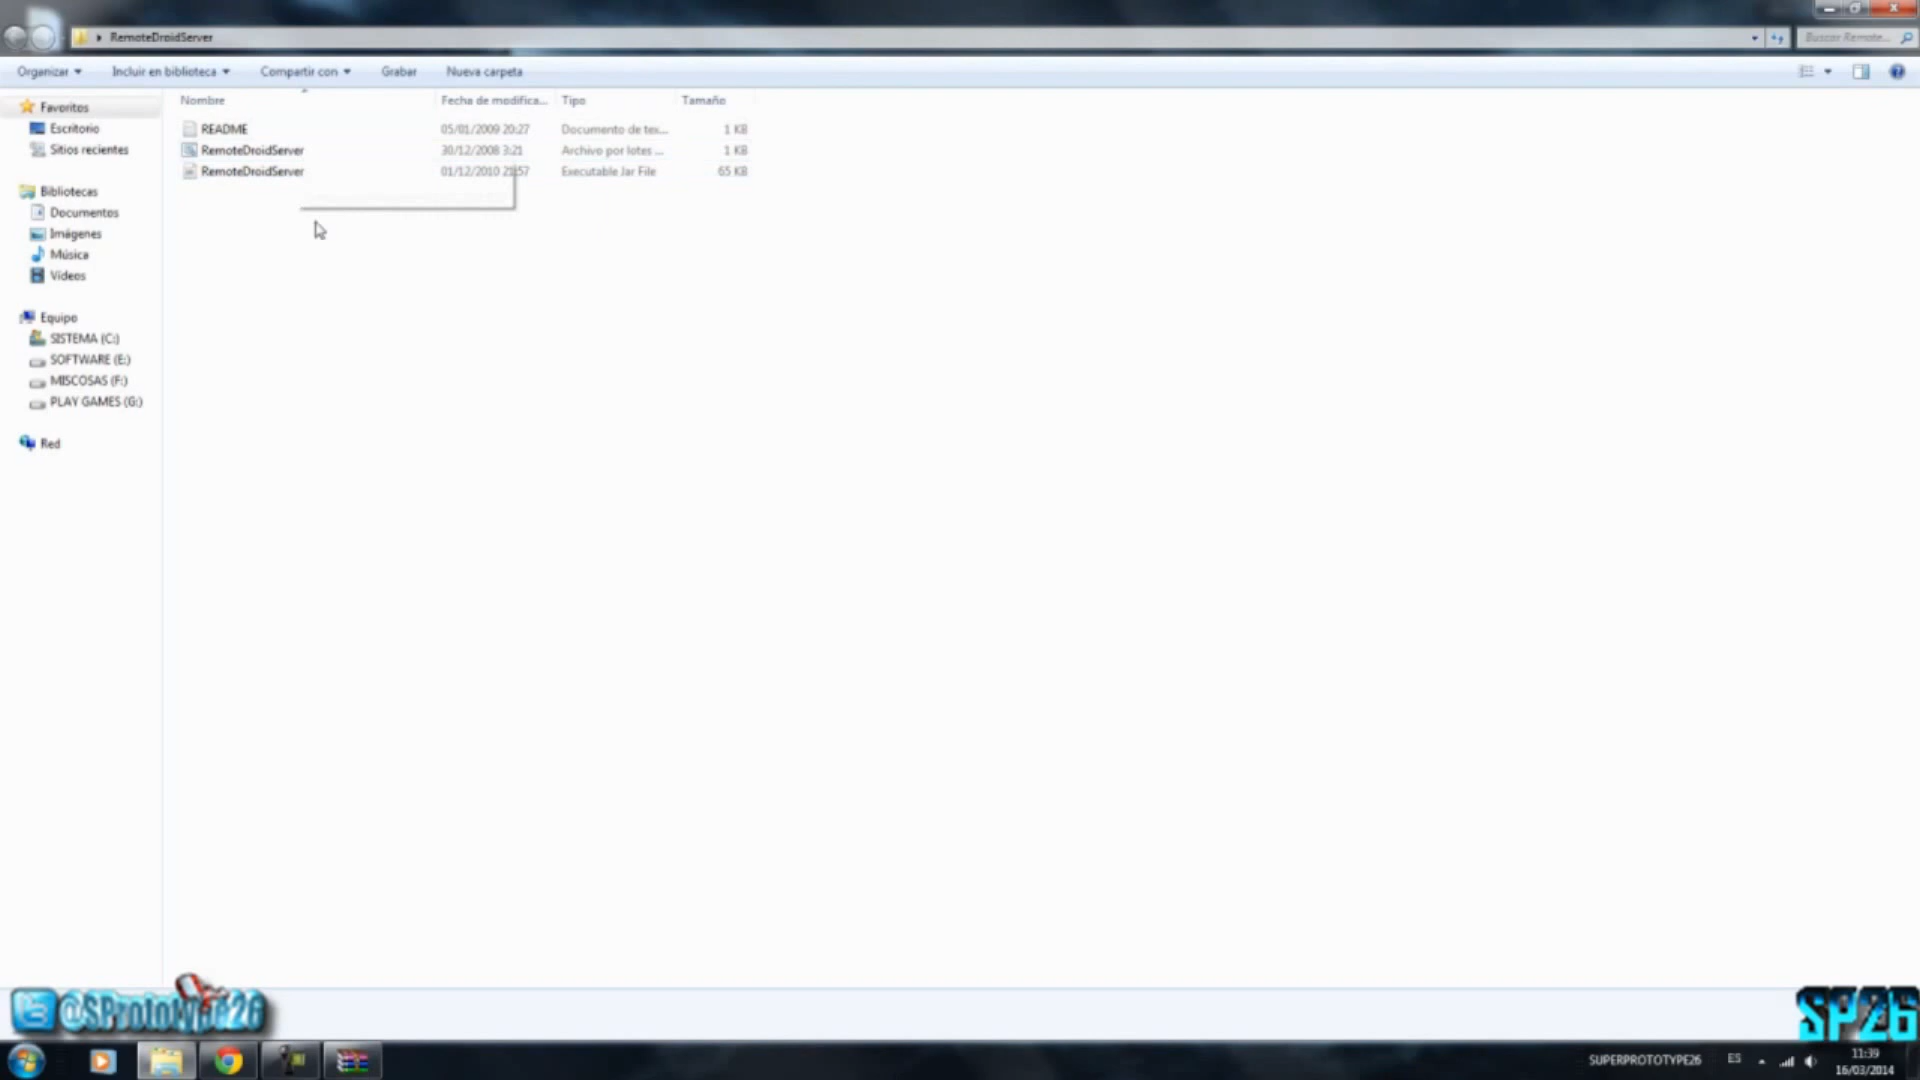 RemoteDroidServer
Buscar Remote...
Organizar Incluir en biblioteca Compartir con Grabar Nueva carpeta
Nombre Fecha de modifica... Tipo Tamaño
README 05/01/2009 20:27 Documento de tex... 1 KB
RemoteDroidServer 30/12/2008 3:21 Archivo por lotes ... 1 KB
RemoteDroidServer 01/12/2010 21:57 Executable Jar File 65 KB
Favoritos
Escritorio
Sitios recientes
Bibliotecas
Documentos
Imágenes
Música
Vídeos
Equipo
SISTEMA (C:)
SOFTWARE (E:)
MISCOSAS (F:)
PLAY GAMES (G:)
Red
@SPrototype26
SP26
SUPERPROTOTYPE26 ES 11:39
16/03/2014